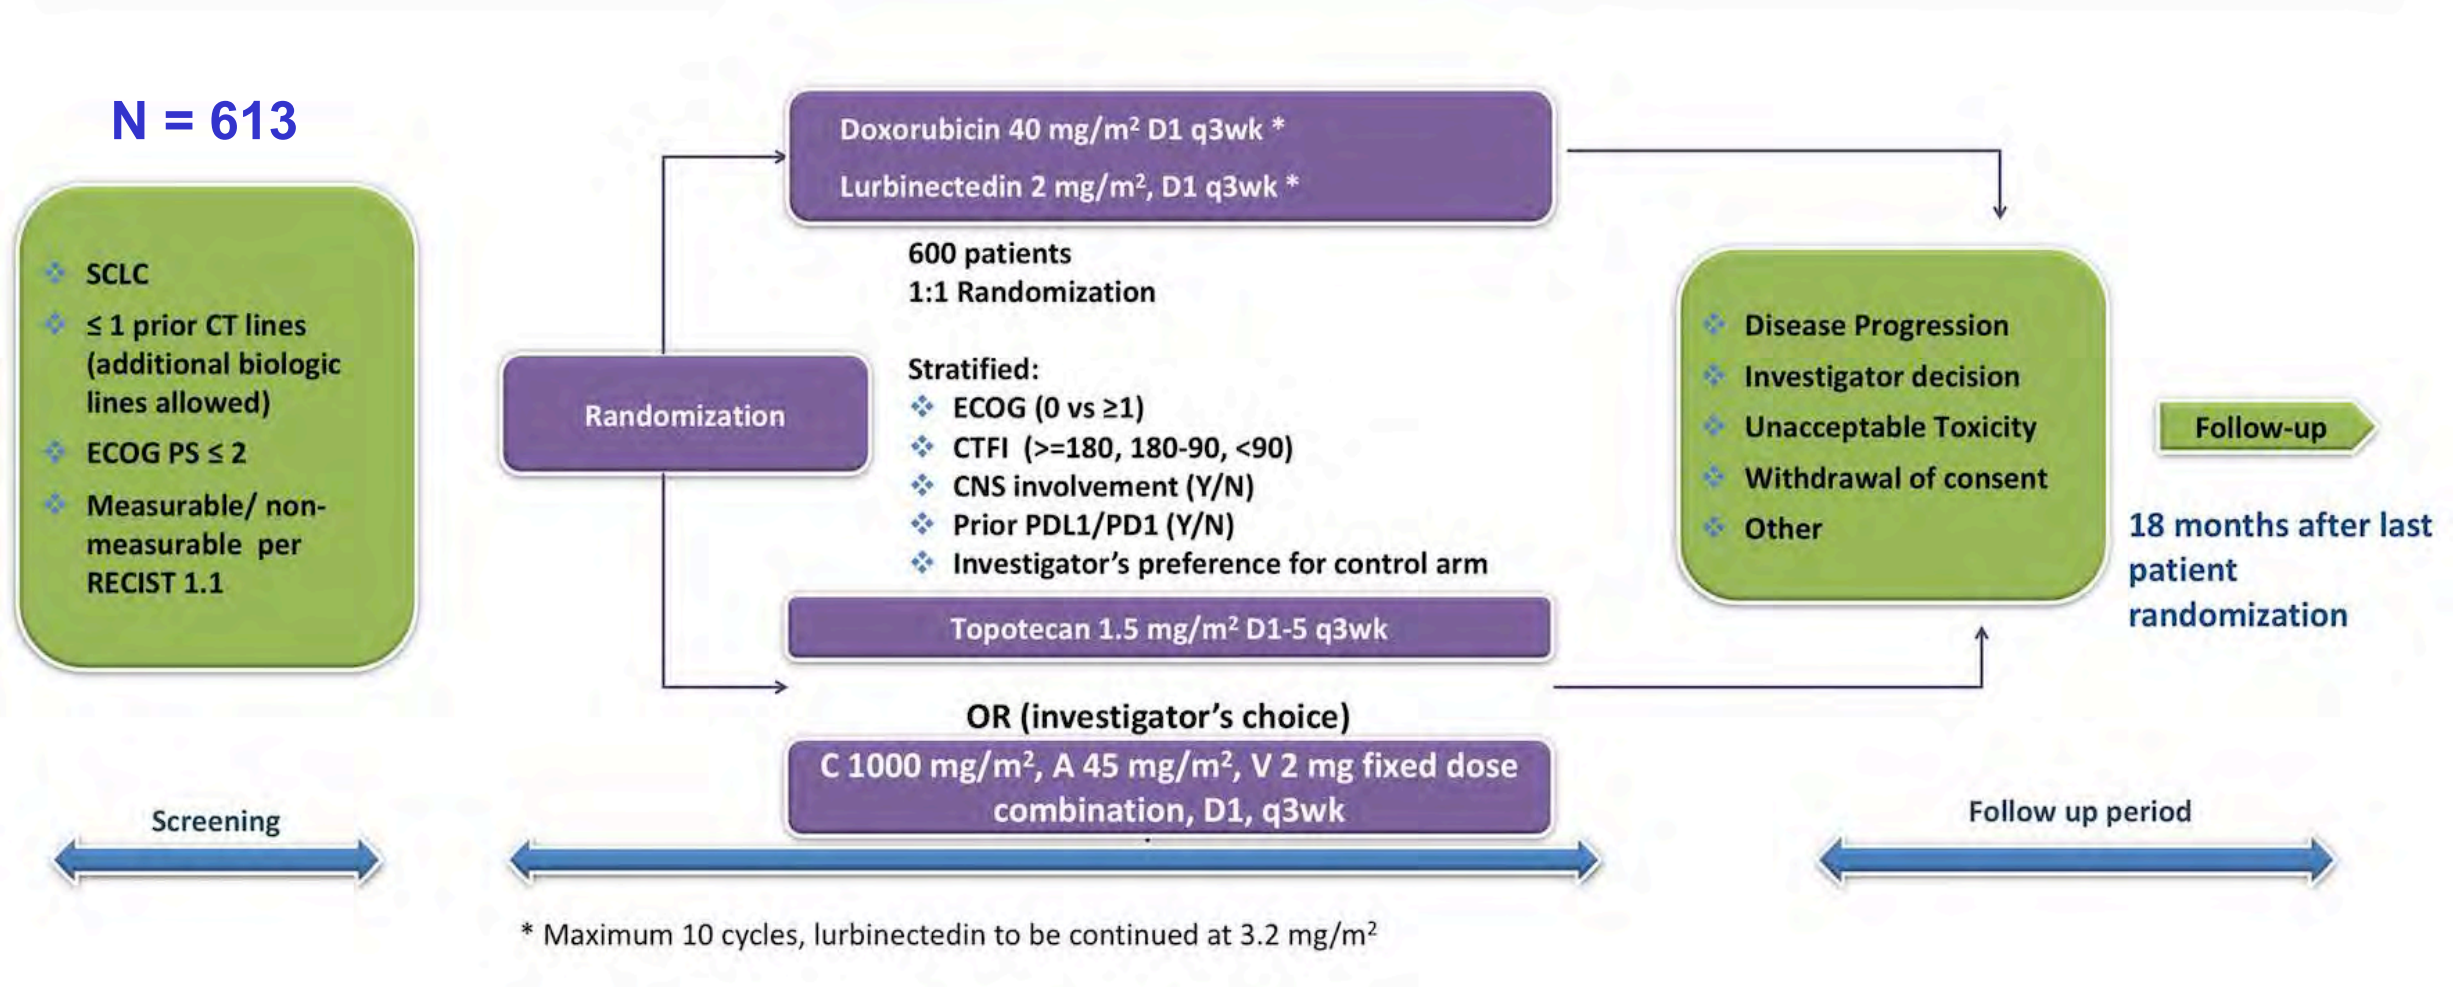 N = 613
SCLC
≤ 1 prior CT lines
(additional biologic
lines allowed)
ECOG PS ≤ 2
Measurable/ non-
measurable per
RECIST 1.1
Screening
Randomization
Doxorubicin 40 mg/m² D1 q3wk *
Lurbinectedin 2 mg/m², D1 q3wk *
600 patients
1:1 Randomization
Stratified:
ECOG (0 vs ≥1)
CTFI (>=180, 180-90, <90)
CNS involvement (Y/N)
Prior PDL1/PD1 (Y/N)
Investigator’s preference for control arm
Topotecan 1.5 mg/m² D1-5 q3wk
OR (investigator’s choice)
C 1000 mg/m², A 45 mg/m², V 2 mg fixed dose
combination, D1, q3wk
* Maximum 10 cycles, lurbinectedin to be continued at 3.2 mg/m²
Disease Progression
Investigator decision
Unacceptable Toxicity
Withdrawal of consent
Other
Follow-up
18 months after last
patient
randomization
Follow up period